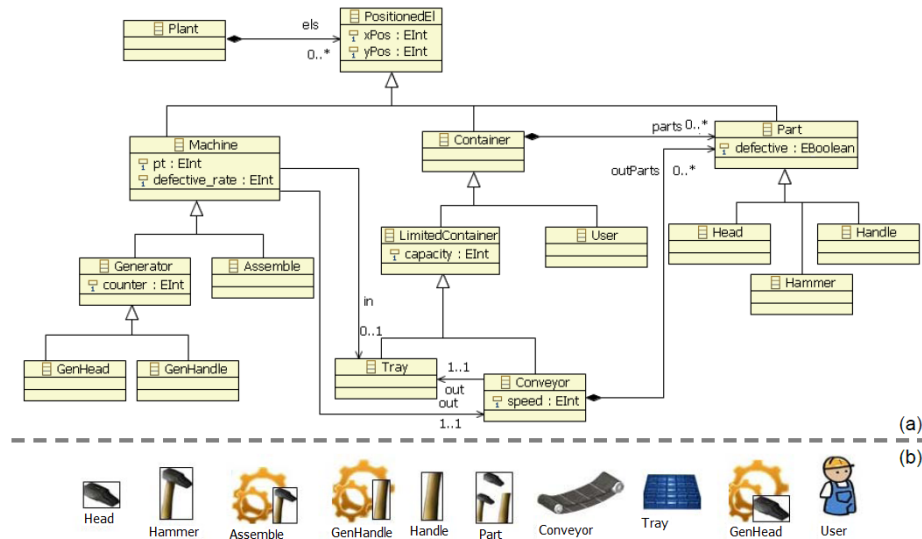 Plant
els
0..*
PositionedEl
xPos : EInt
yPos : EInt
Machine
pt : EInt
defective_rate : EInt
Container
parts 0..*
Part
defective : EBoolean
outParts 0..*
Generator
counter : EInt
Assemble
LimitedContainer
capacity : EInt
User
Head
Handle
Hammer
in
0..1
GenHead
GenHandle
Tray
1..1
out
out
1..1
Conveyor
speed : EInt
(a)
(b)
Head
Hammer
Assemble
GenHandle
Handle
Part
Conveyor
Tray
GenHead
User